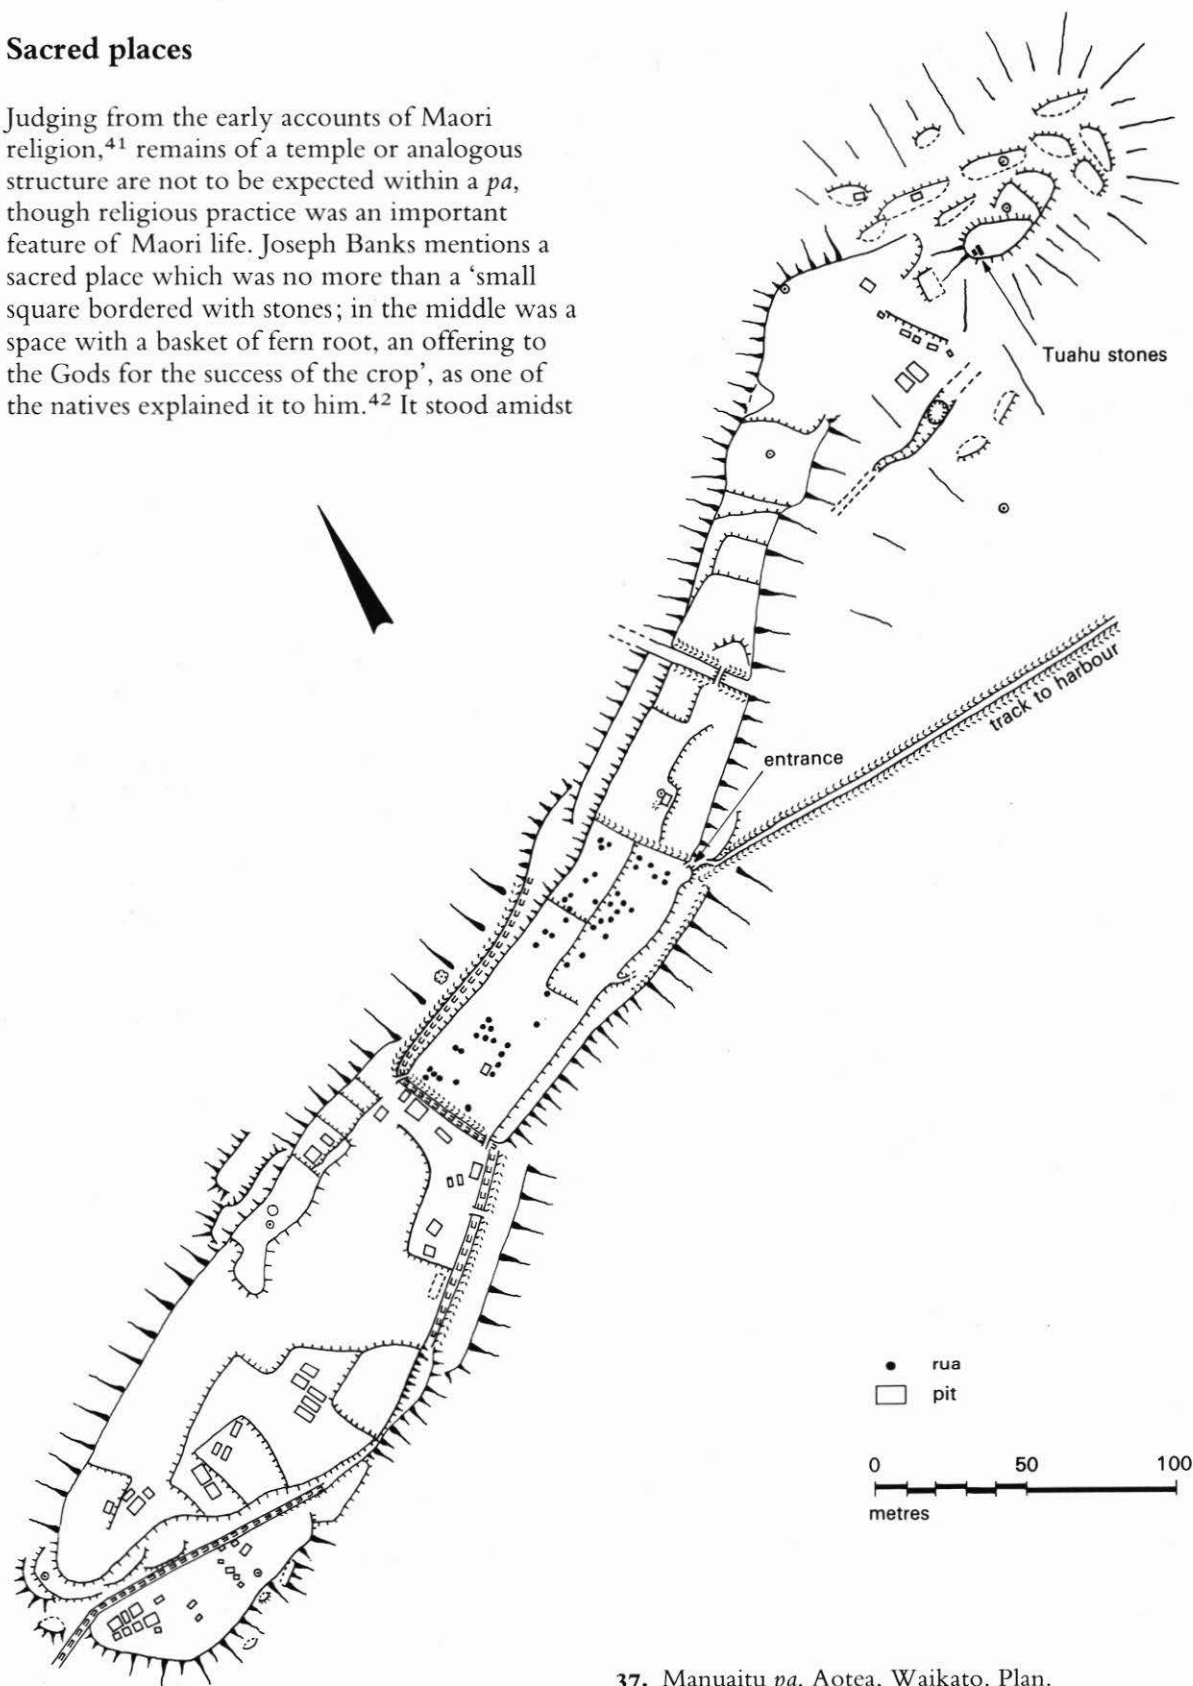 Sacred places
Judging from the early accounts of Maori
religion,⁴¹ remains of a temple or analogous
structure are not to be expected within a pa,
though religious practice was an important
feature of Maori life. Joseph Banks mentions a
sacred place which was no more than a ‘small
square bordered with stones; in the middle was a
space with a basket of fern root, an offering to
the Gods for the success of the crop’, as one of
the natives explained it to him.⁴² It stood amidst
Tuahu stones
track to harbour
entrance
rua
pit
0 50 100
metres
37. Manuaitu pa, Aotea, Waikato. Plan.